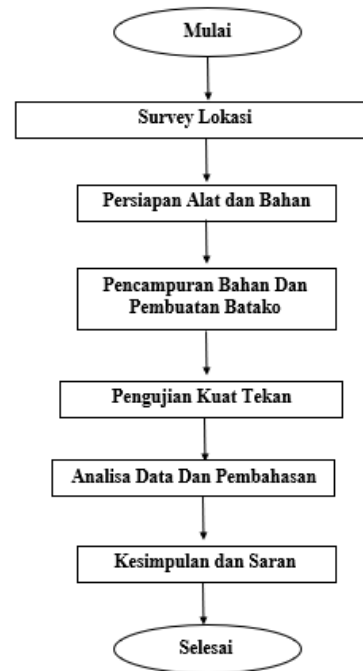 Mulai
Survey Lokasi
Persiapan Alat dan Bahan
Pencampuran Bahan Dan
Pembuatan Batako
Pengujian Kuat Tekan
Analisa Data Dan Pembahasan
Kesimpulan dan Saran
Selesai